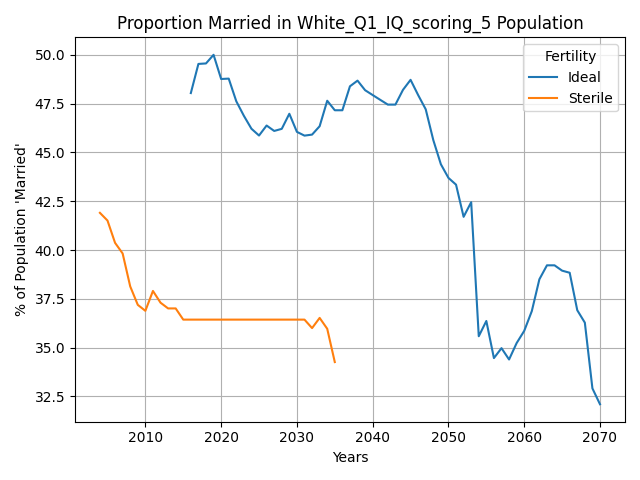 Proportion Married in White_Q1_IQ_scoring_5 Population
% of Population 'Married'
50.0
47.5
45.0
42.5
40.0
37.5
35.0
32.5
Fertility
Ideal
Sterile
2010 2020 2030 2040 2050 2060 2070
Years